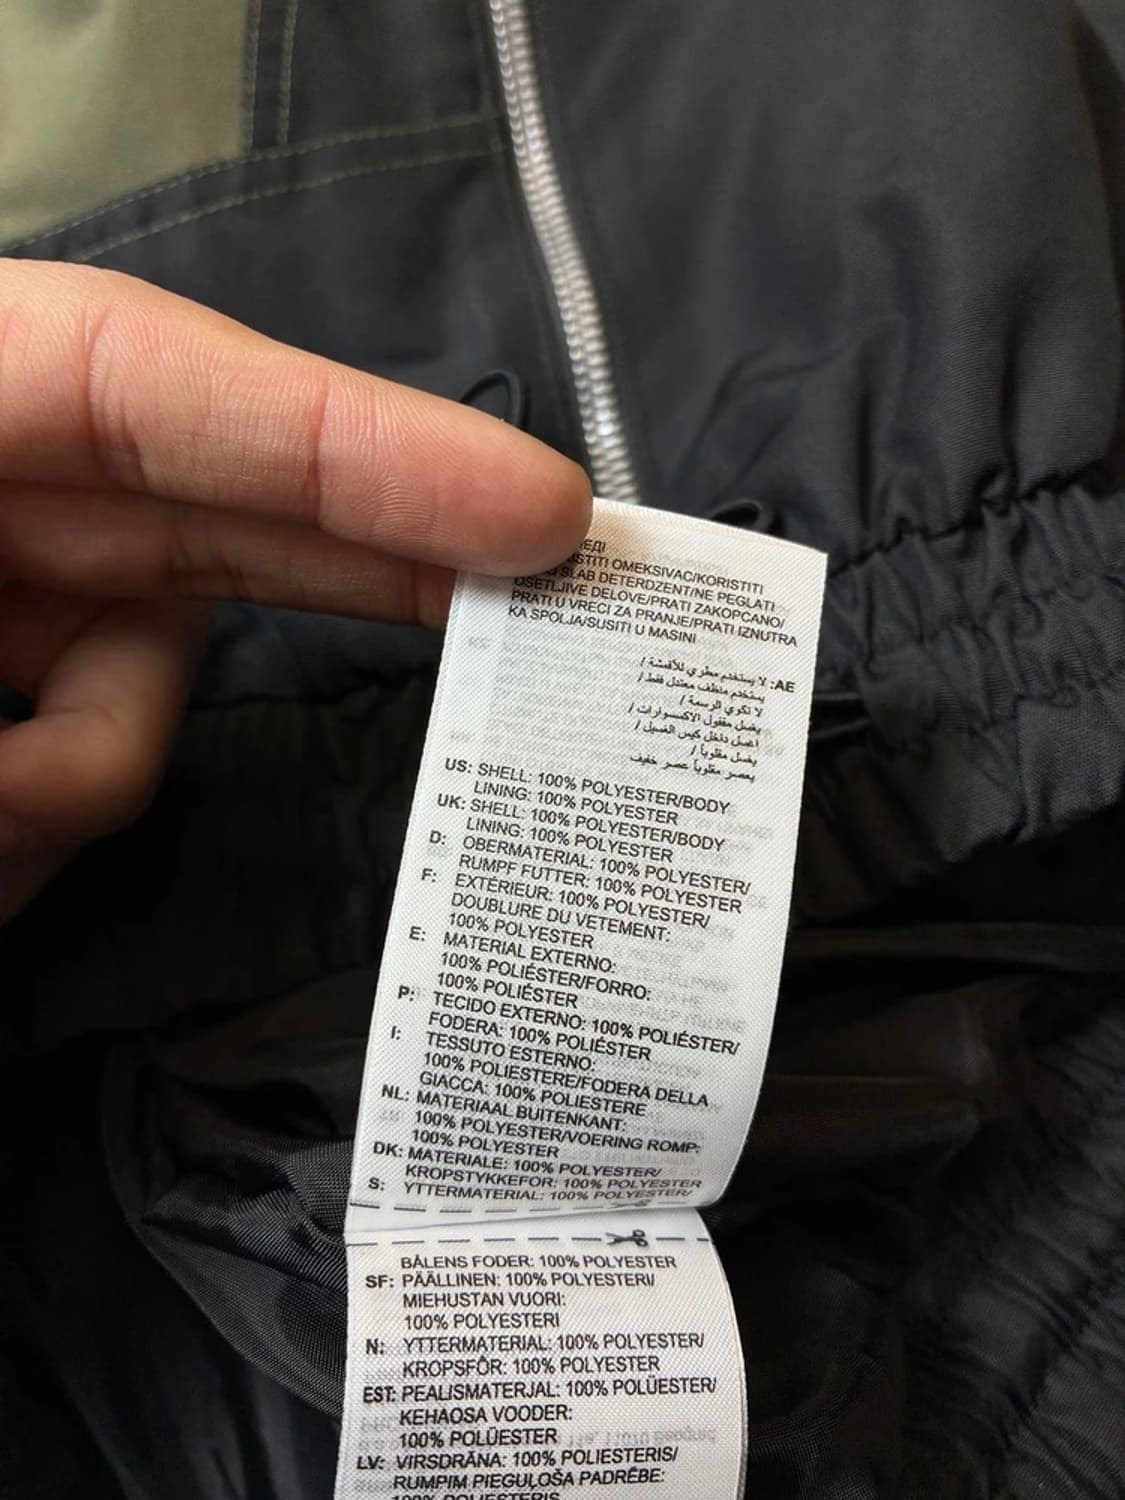 ЕДІ
OMEKSIVAC/KORISTITI
SLAB DETERDZENT/NE PEGLATI
OSETLJIVE DELOVE/PRATI ZAKOPCANO/
PRATI U VRECI ZA PRANJE/PRATI IZNUTRA
KA SPOLJA/SUSITI U MASINI
AE: لا يستخدم مطري للأقمشة /
يستخدم منظف معتدل فقط /
لا تكوي الرسمة /
يغسل مقفول الاكسسوارات /
اغسل داخل كيس الغسيل /
يغسل مقلوباً /
يعصر مقلوباً عصر خفيف
US: SHELL: 100% POLYESTER/BODY
LINING: 100% POLYESTER
UK: SHELL: 100% POLYESTER/BODY
LINING: 100% POLYESTER
D: OBERMATERIAL: 100% POLYESTER/
RUMPF FUTTER: 100% POLYESTER
F: EXTÉRIEUR: 100% POLYESTER/
DOUBLURE DU VETEMENT:
100% POLYESTER
E: MATERIAL EXTERNO:
100% POLIÉSTER/FORRO:
100% POLIÉSTER
P: TECIDO EXTERNO: 100% POLIÉSTER/
FODERA: 100% POLIÉSTER
I: TESSUTO ESTERNO:
100% POLIESTERE/FODERA DELLA
GIACCA: 100% POLIESTERE
NL: MATERIAAL BUITENKANT:
100% POLYESTER/VOERING ROMP:
100% POLYESTER
DK: MATERIALE: 100% POLYESTER/
KROPSTYKKEFOR: 100% POLYESTER
S: YTTERMATERIAL: 100% POLYESTER/
BÅLENS FODER: 100% POLYESTER
SF: PÄÄLLINEN: 100% POLYESTERI/
MIEHUSTAN VUORI:
100% POLYESTERI
N: YTTERMATERIAL: 100% POLYESTER/
KROPSFÔR: 100% POLYESTER
EST: PEALISMATERJAL: 100% POLÜESTER/
KEHAOSA VOODER:
100% POLÜESTER
LV: VIRSDRĀNA: 100% POLIESTERIS/
RUMPIM PIEGUĻOŠA PADRĒBE:
100% POLIESTERIS